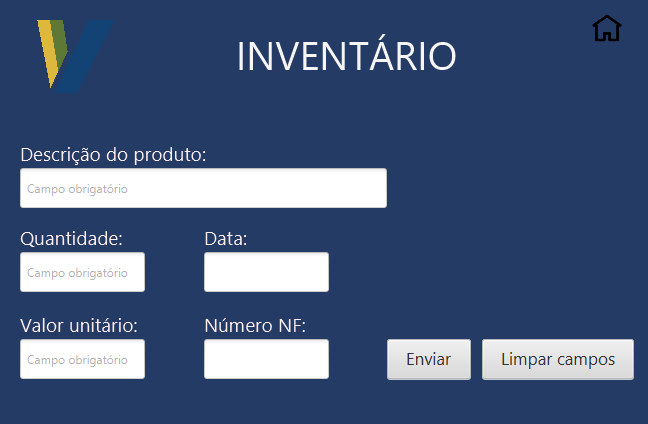 INVENTÁRIO
Descrição do produto:
Campo obrigatório
Quantidade: Data:
Campo obrigatório
Valor unitário: Número NF:
Campo obrigatório Enviar Limpar campos